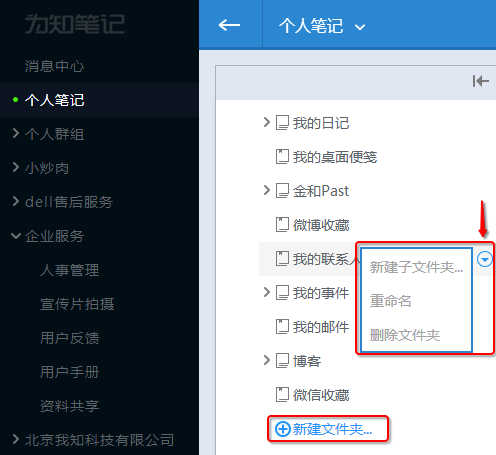 为知笔记
消息中心
个人笔记
个人群组
小炒肉
dell售后服务
企业服务
人事管理
宣传片拍摄
用户反馈
用户手册
资料共享
北京我知科技有限公司
个人笔记
我的日记
我的桌面便笺
金和Past
微博收藏
我的联系人
新建子文件夹...
重命名
删除文件夹
我的事件
我的邮件
博客
微信收藏
新建文件夹...